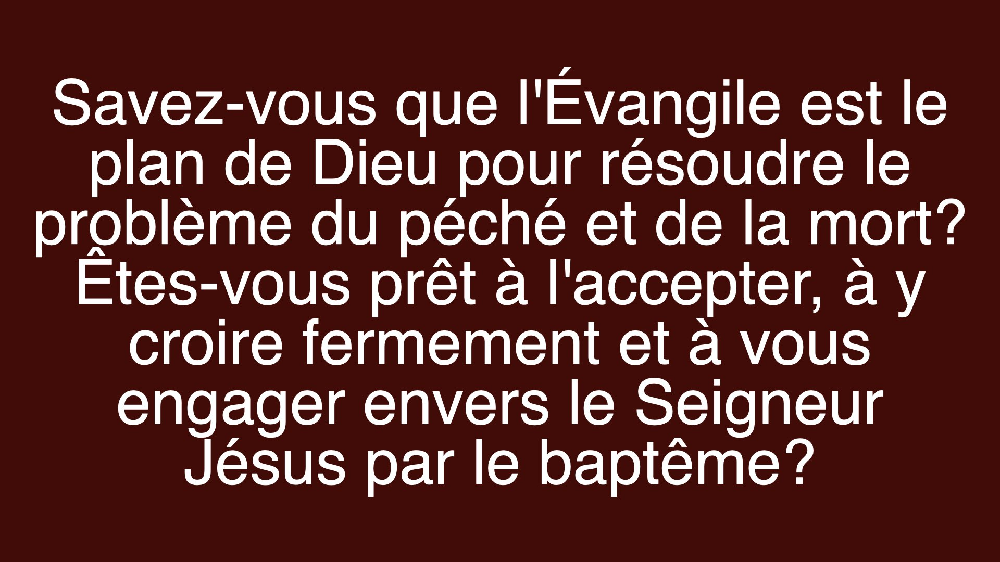 Savez-vous que l'Évangile est le
plan de Dieu pour résoudre le
problème du péché et de la mort?
Êtes-vous prêt à l'accepter, à y
croire fermement et à vous
engager envers le Seigneur
Jésus par le baptême?